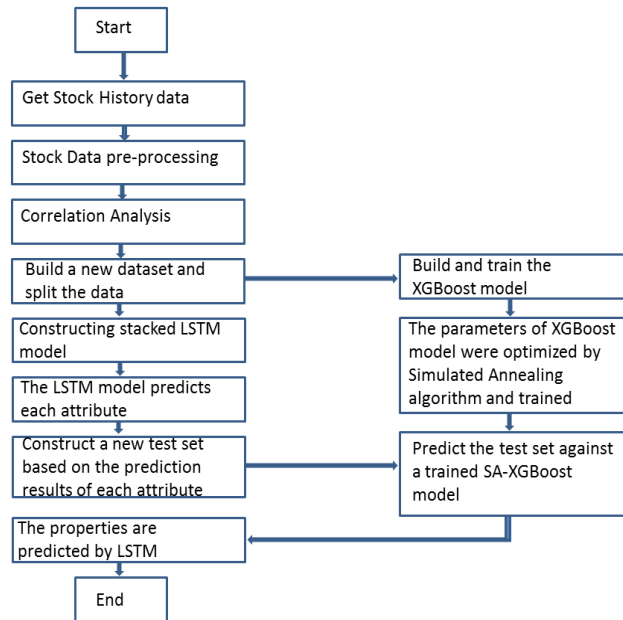 Start
Get Stock History data
Stock Data pre-processing
Correlation Analysis
Build a new dataset and
split the data
Build and train the
XGBoost model
Constructing stacked LSTM
model
The parameters of XGBoost
model were optimized by
Simulated Annealing
algorithm and trained
The LSTM model predicts
each attribute
Construct a new test set
based on the prediction
results of each attribute
Predict the test set against
a trained SA-XGBoost
model
The properties are
predicted by LSTM
End